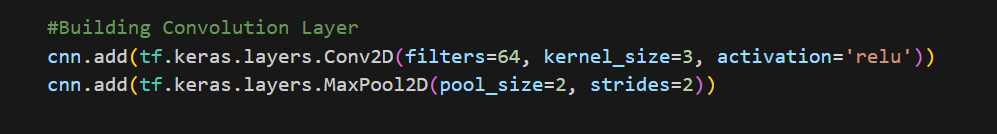 #Building Convolution Layer
cnn.add(tf.keras.layers.Conv2D(filters=64, kernel_size=3, activation='relu'))
cnn.add(tf.keras.layers.MaxPool2D(pool_size=2, strides=2))